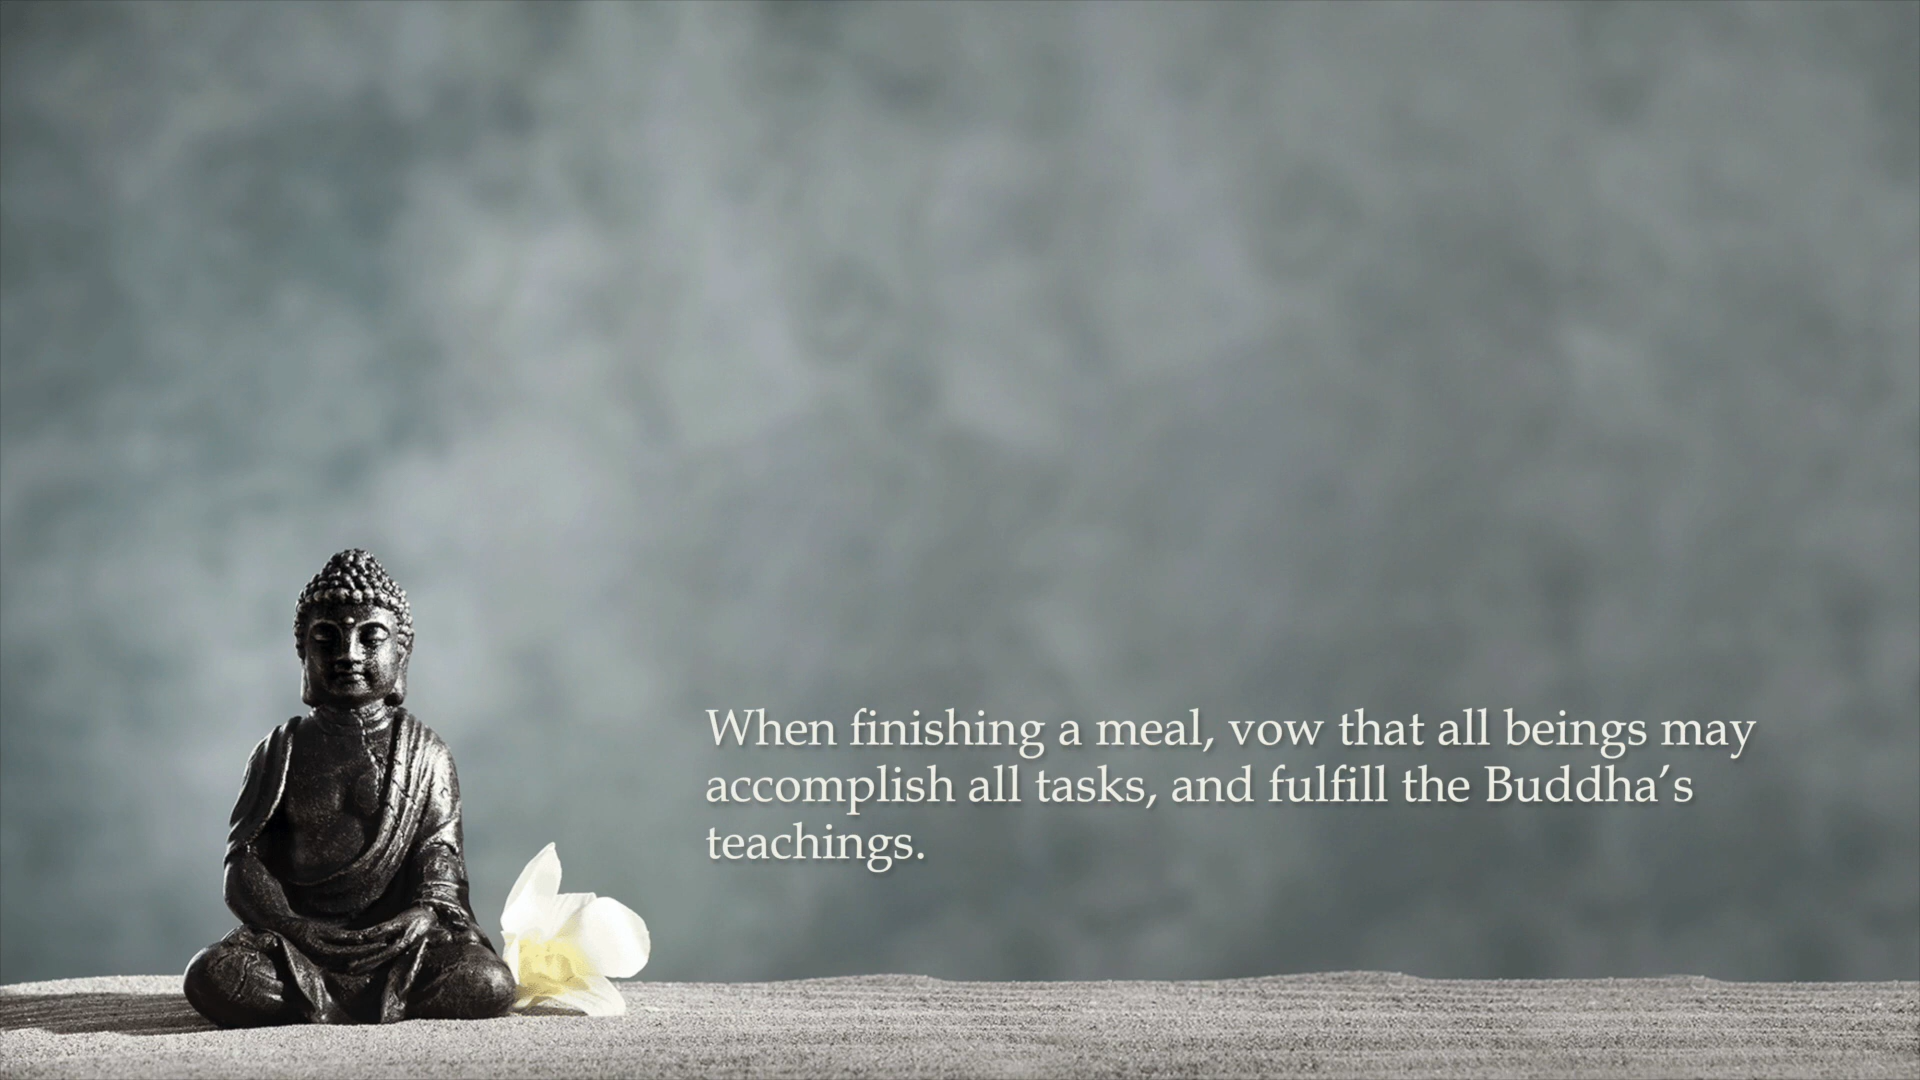 When finishing a meal, vow that all beings may
accomplish all tasks, and fulfill the Buddha’s
teachings.